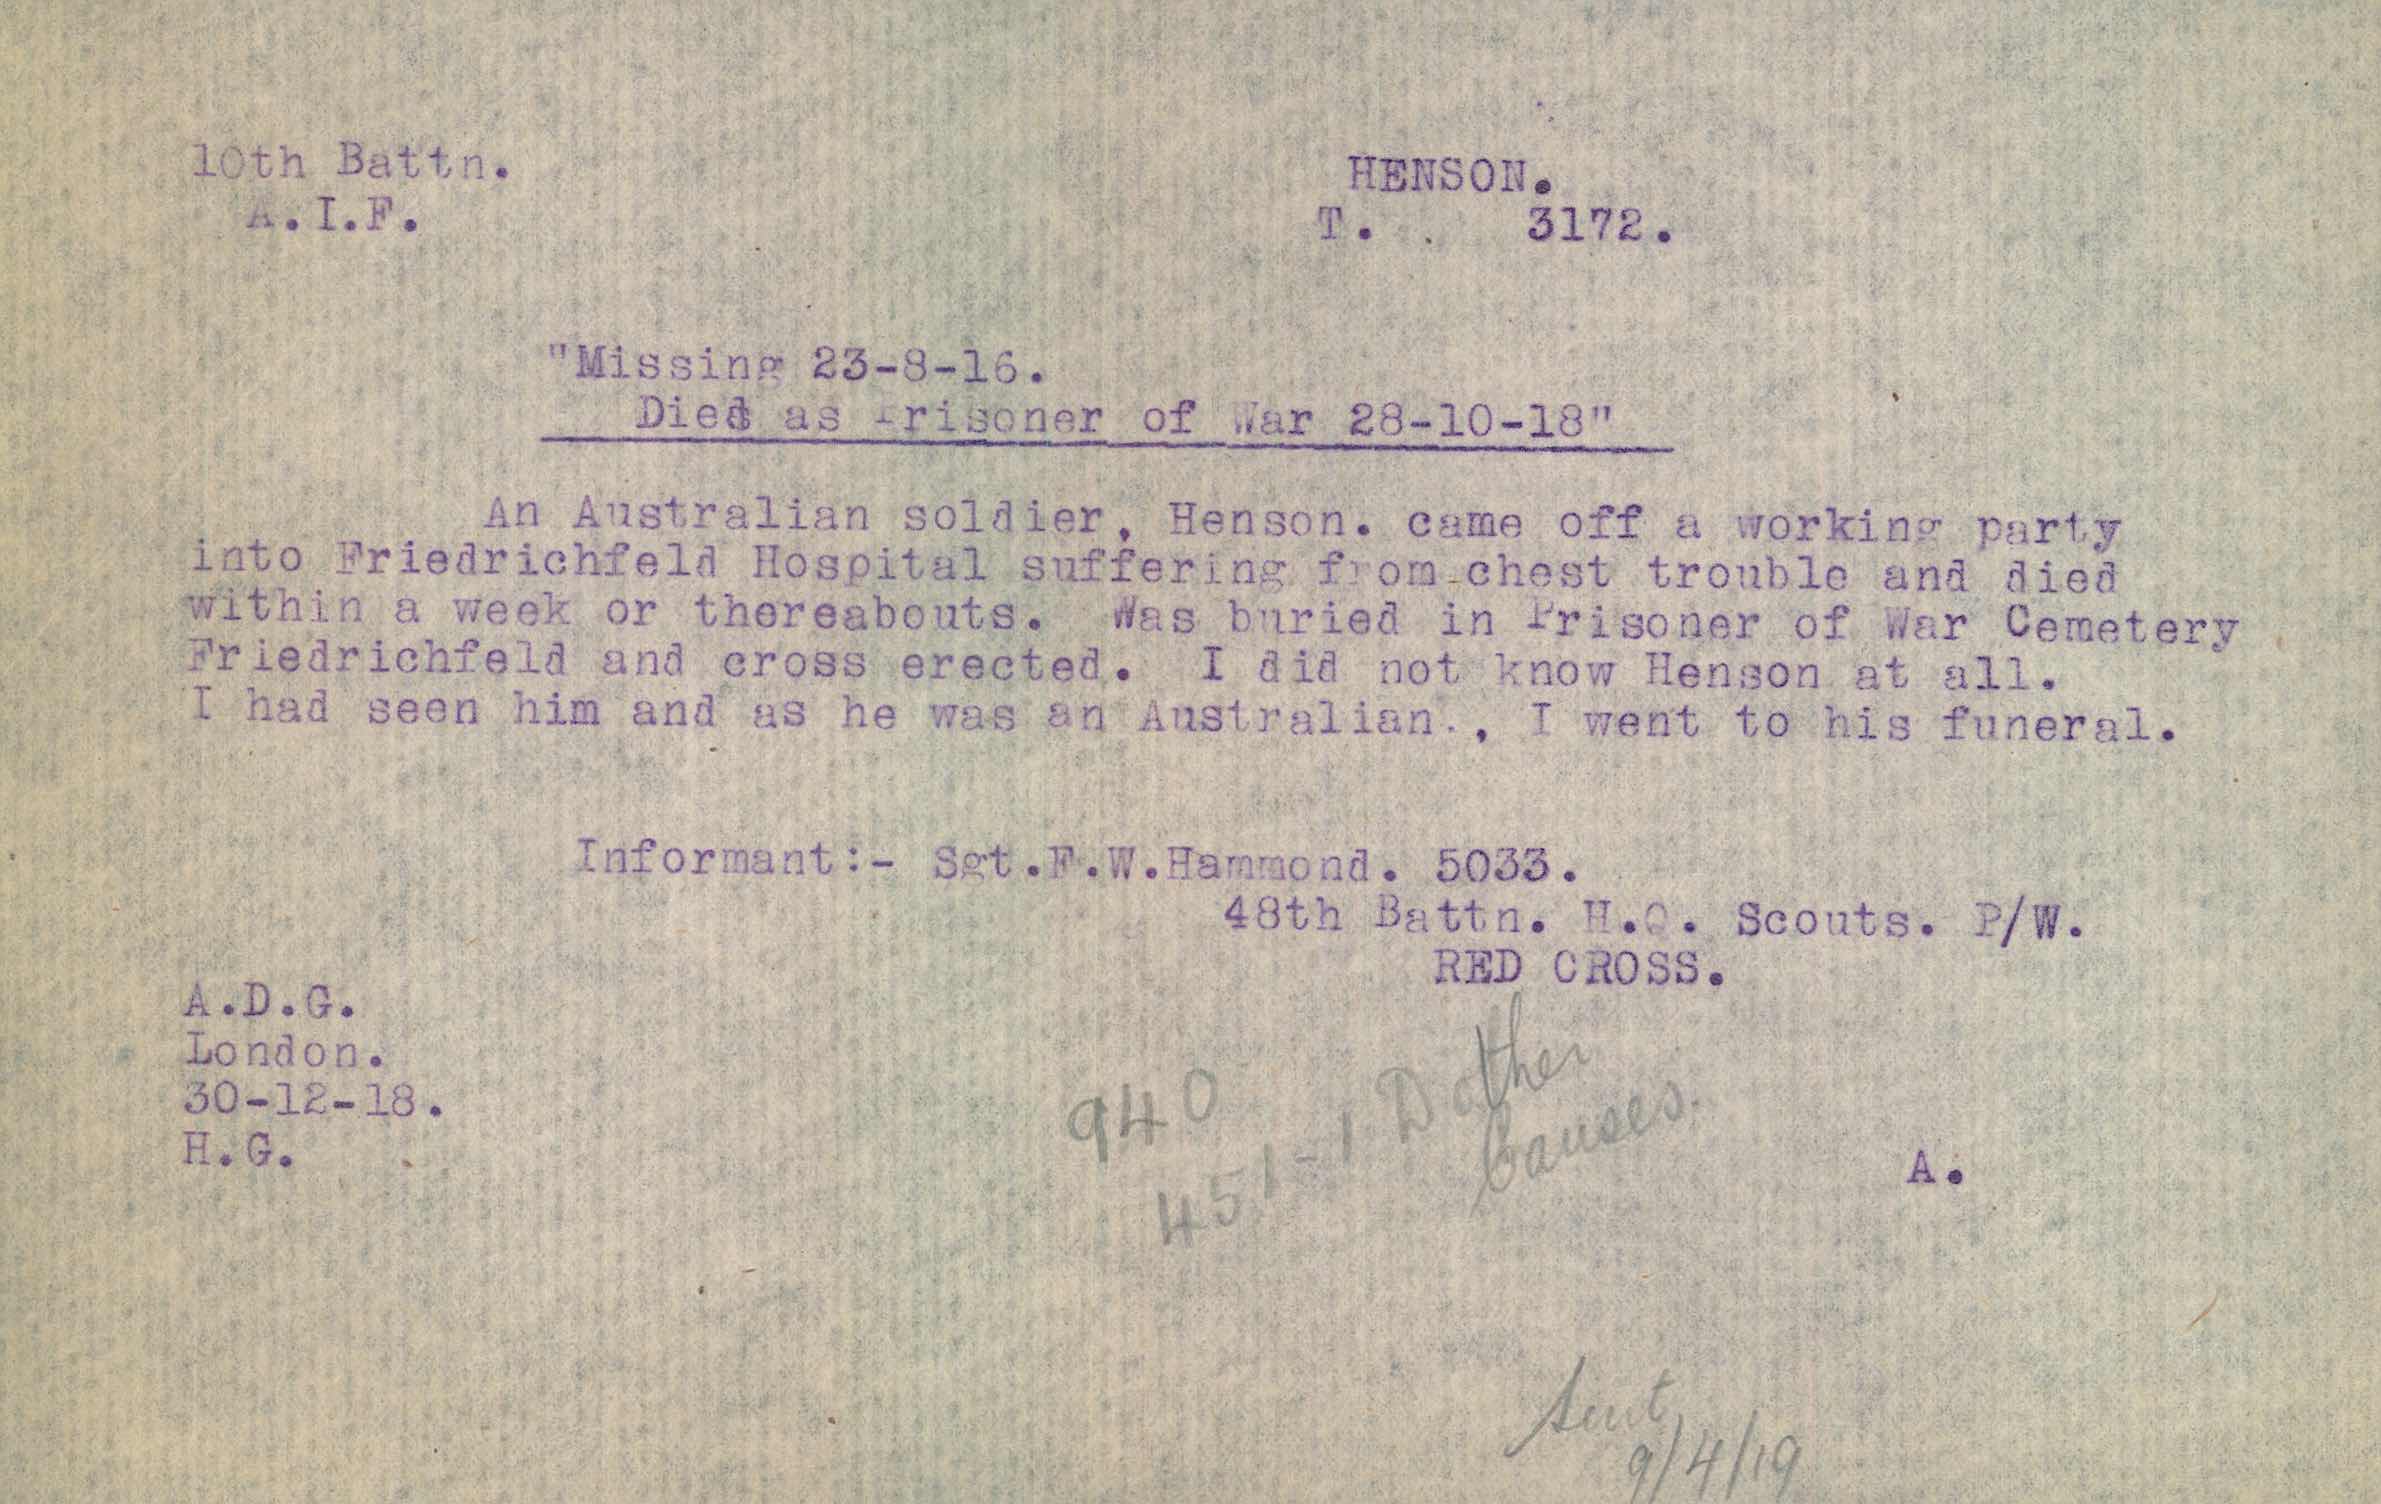 10th Battn.
A.I.F.
HENSON.
T. 3172.
"Missing 23-8-16.
Died as Prisoner of War 28-10-18"
An Australian soldier, Henson. came off a working party
into Friedrichfeld Hospital suffering from chest trouble and died
within a week or thereabouts. Was buried in Prisoner of War Cemetery
Friedrichfeld and cross erected. I did not know Henson at all.
I had seen him and as he was an Australian., I went to his funeral.
Informant:- Sgt.F.W.Hammond. 5033.
48th Battn. H.Q. Scouts. P/W.
RED CROSS.
A.D.G.
London.
30-12-18.
H.G.
940
451-1 D other
Causes.
A.
Sent
9/4/19